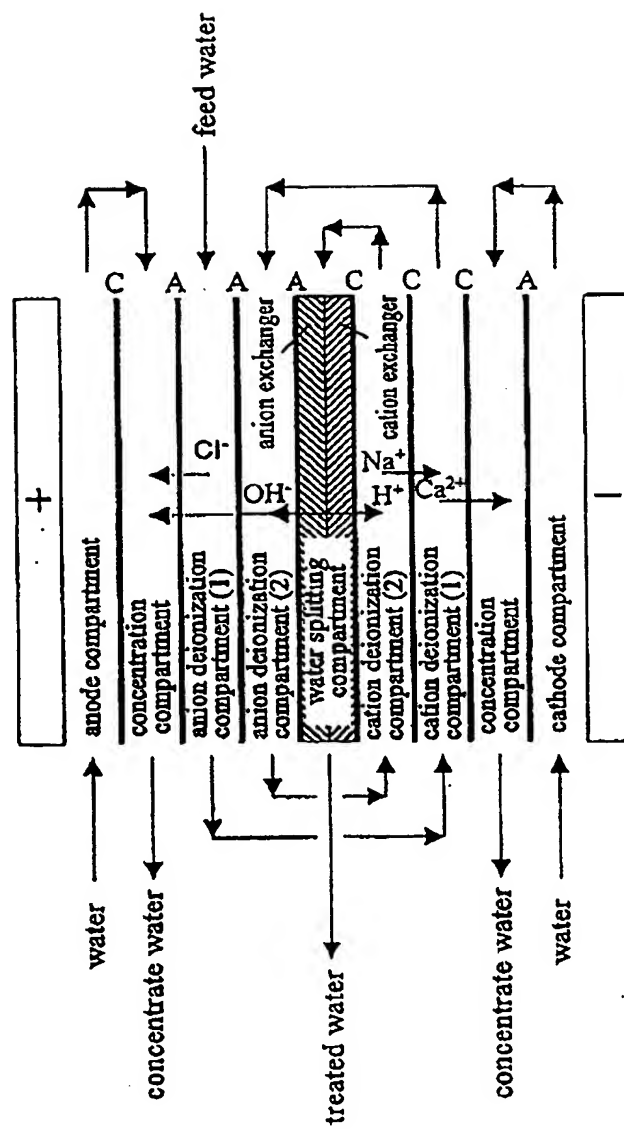 +
anode compartment
water
C
concentration
compartment
concentrate water
A
feed water
anion deionization
compartment (1)
Cl-
A
anion deionization
compartment (2)
OH-
anion exchanger
A
water splitting
compartment
treated water
C
cation deionization
compartment (2)
H+
Na+
cation exchanger
C
cation deionization
compartment (1)
Ca2+
C
concentration
compartment
concentrate water
A
cathode compartment
water
−